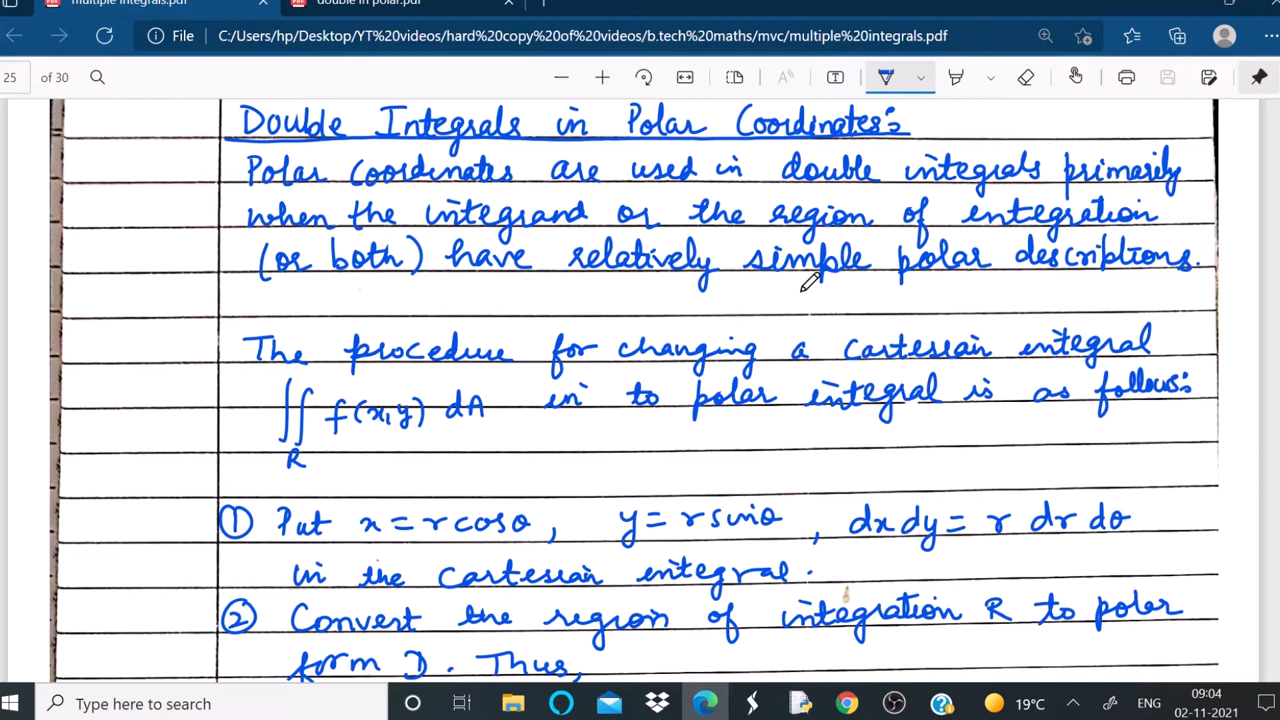 multiple integrals.pdf
double in polar.pdf
File C:/Users/hp/Desktop/YT%20videos/hard%20copy%20of%20videos/b.tech%20maths/mvc/multiple%20integrals.pdf
25 of 30
Double Integrals in Polar Coordinates:
Polar coordinates are used in double integrals primarily
when the integrand or the region of integration
(or both) have relatively simple polar descriptions.
The procedure for changing a cartesian integral
∬ f(x,y) dA in to polar integral is as follows:
R
① Put x = r cosθ, y = r sinθ, dx dy = r dr dθ
in the cartesian integral.
② Convert the region of integration R to polar
form D. Thus,
Type here to search
19°C
ENG
09:04
02-11-2021